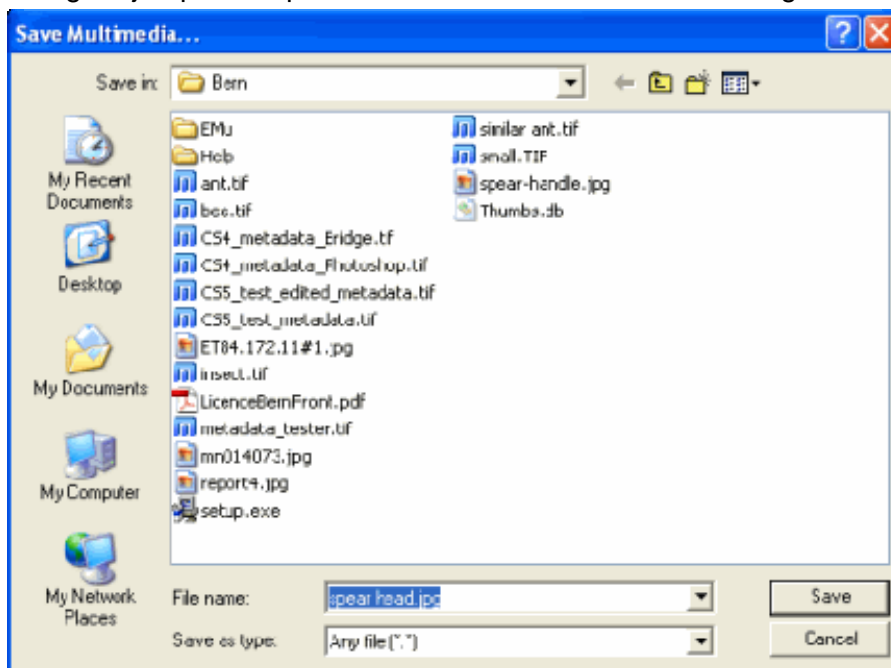 Save Multimedia...
Save in:
Bern
My Recent
Documents
Desktop
My Documents
My Computer
My Network
Places
EMu
Hob
ant.tif
bee.tif
CS4_metadata_Bridge.tif
CS4_metadata_Photoshop.tif
CS5_test_edited_metadata.tif
CS5_test_metadata.tif
ET84.172.11#1.jpg
insect.tif
LicenceBernFront.pdf
metadata_tester.tif
mn014073.jpg
report4.jpg
setup.exe
similar ant.tif
small.TIF
spear-handle.jpg
Thumbs.db
File name:
spear head.jpg
Save
Save as type:
Any file (*.*)
Cancel